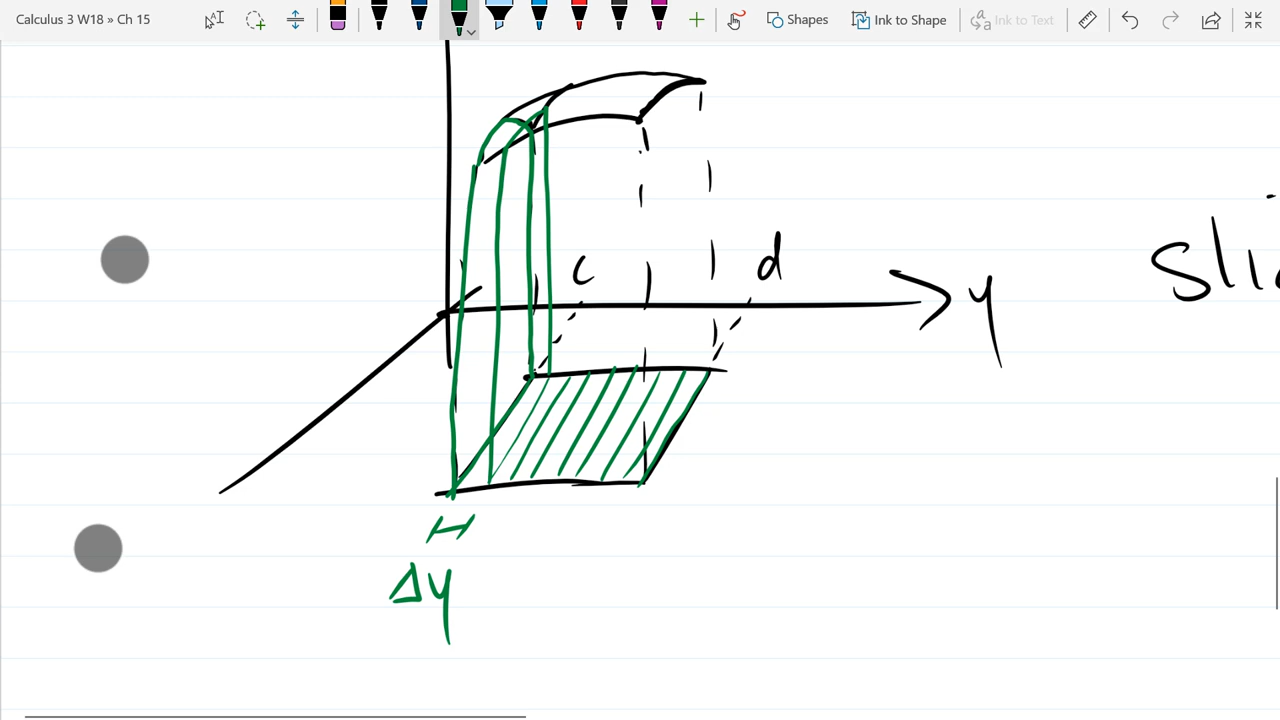 Calculus 3 W18 » Ch 15
Shapes
Ink to Shape
Ink to Text
c
d
y
Δy